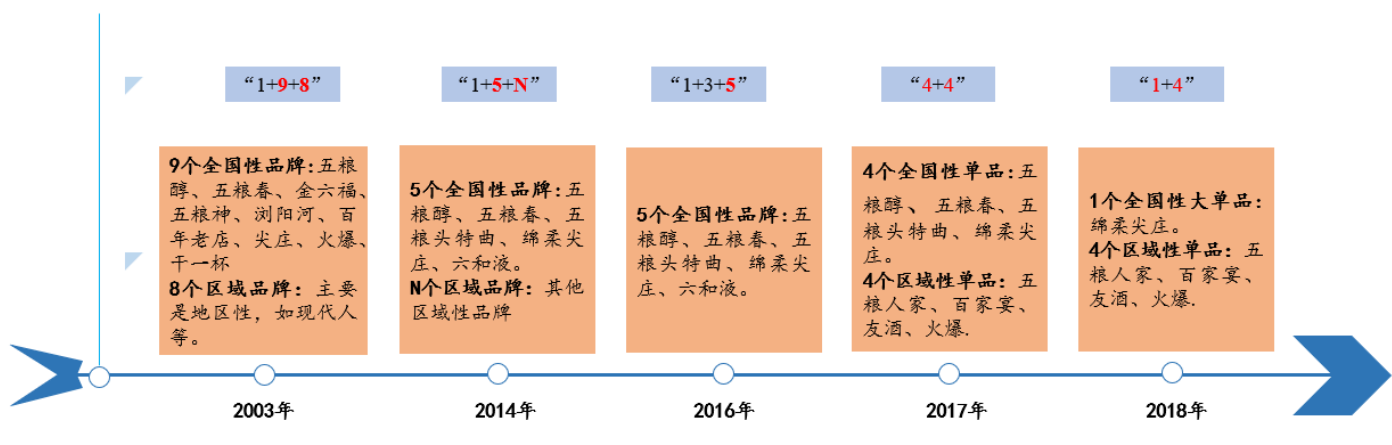 “1+9+8”
9个全国性品牌:五粮
醇、五粮春、金六福、
五粮神、浏阳河、百
年老店、尖庄、火爆、
干一杯
8个区域品牌：主要
是地区性，如现代人
等。
2003年
“1+5+N”
5个全国性品牌:五
粮醇、五粮春、五
粮头特曲、绵柔尖
庄、六和液。
N个区域品牌：其他
区域性品牌
2014年
“1+3+5”
5个全国性品牌:五
粮醇、五粮春、五
粮头特曲、绵柔尖
庄、六和液。
2016年
“4+4”
4个全国性单品:五
粮醇、五粮春、五
粮头特曲、绵柔尖
庄。
4个区域性单品：五
粮人家、百家宴、
友酒、火爆.
2017年
“1+4”
1个全国性大单品:
绵柔尖庄。
4个区域性单品：五
粮人家、百家宴、
友酒、火爆.
2018年